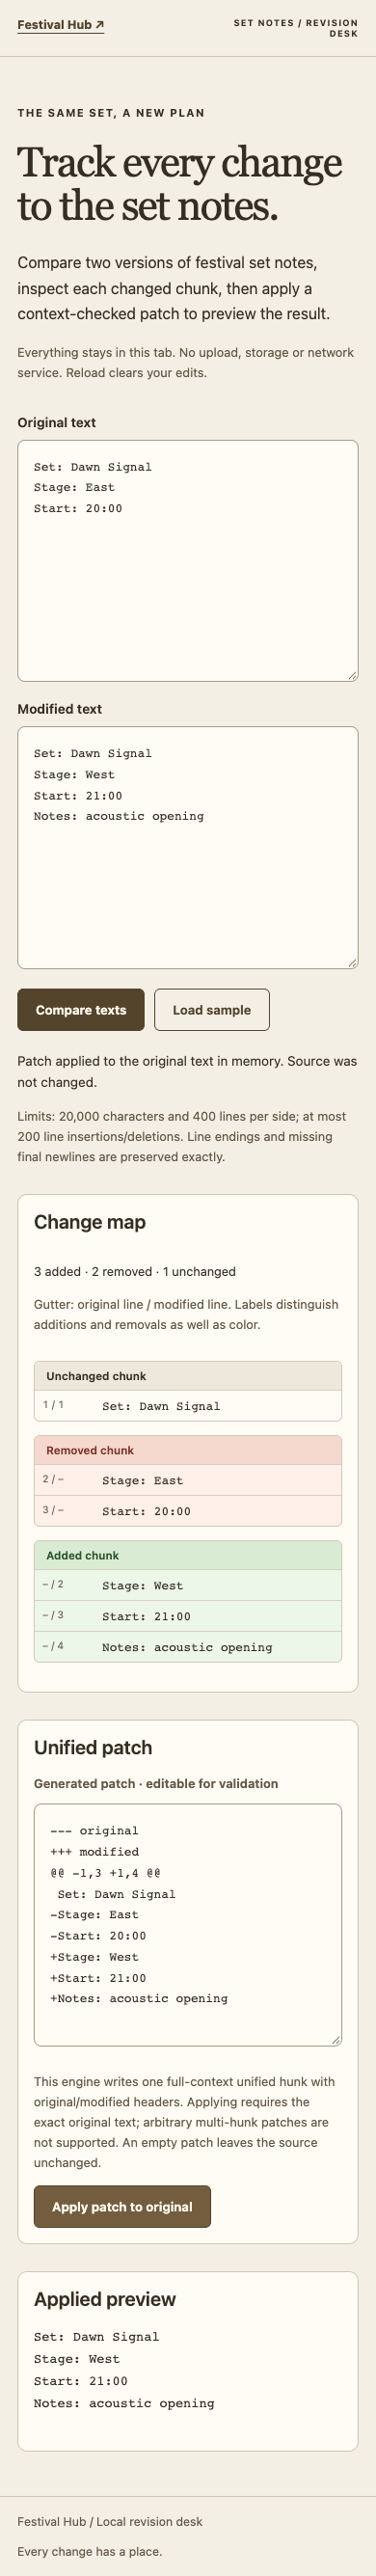 Festival Hub ↗
SET NOTES / REVISION
DESK
THE SAME SET, A NEW PLAN
Track every change
to the set notes.
Compare two versions of festival set notes,
inspect each changed chunk, then apply a
context-checked patch to preview the result.
Everything stays in this tab. No upload, storage or network
service. Reload clears your edits.
Original text
Set: Dawn Signal
Stage: East
Start: 20:00
Modified text
Set: Dawn Signal
Stage: West
Start: 21:00
Notes: acoustic opening
Compare texts
Load sample
Patch applied to the original text in memory. Source was
not changed.
Limits: 20,000 characters and 400 lines per side; at most
200 line insertions/deletions. Line endings and missing
final newlines are preserved exactly.
Change map
3 added · 2 removed · 1 unchanged
Gutter: original line / modified line. Labels distinguish
additions and removals as well as color.
Unchanged chunk
1 / 1 Set: Dawn Signal
Removed chunk
2 / – Stage: East
3 / – Start: 20:00
Added chunk
– / 2 Stage: West
– / 3 Start: 21:00
– / 4 Notes: acoustic opening
Unified patch
Generated patch · editable for validation
--- original
+++ modified
@@ -1,3 +1,4 @@
 Set: Dawn Signal
-Stage: East
-Start: 20:00
+Stage: West
+Start: 21:00
+Notes: acoustic opening
This engine writes one full-context unified hunk with
original/modified headers. Applying requires the
exact original text; arbitrary multi-hunk patches are
not supported. An empty patch leaves the source
unchanged.
Apply patch to original
Applied preview
Set: Dawn Signal
Stage: West
Start: 21:00
Notes: acoustic opening
Festival Hub / Local revision desk
Every change has a place.